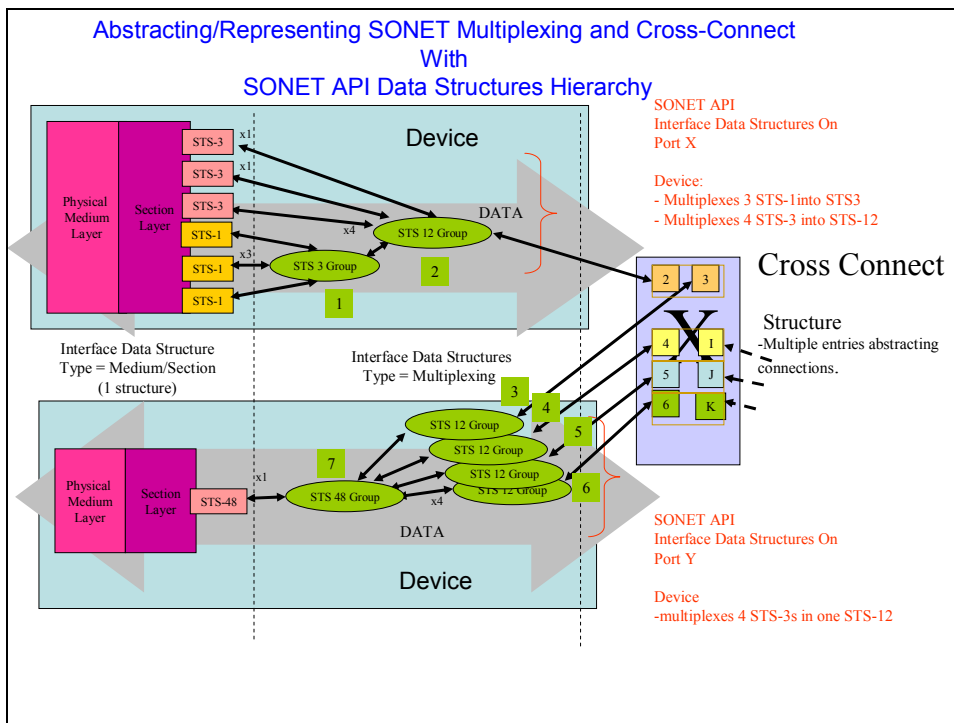 Abstracting/Representing SONET Multiplexing and Cross-Connect
With
SONET API Data Structures Hierarchy
Device
Physical
Medium
Layer
Section
Layer
STS-3
x1
STS-3
x1
STS-3
x4
STS-1
STS-1
x3
STS-1
STS 3 Group
1
STS 12 Group
2
DATA
SONET API
Interface Data Structures On
Port X
Device:
- Multiplexes 3 STS-1into STS3
- Multiplexes 4 STS-3 into STS-12
Cross Connect
2
3
X
4
I
5
J
6
K
Structure
-Multiple entries abstracting
connections.
Interface Data Structure
Type = Medium/Section
(1 structure)
Interface Data Structures
Type = Multiplexing
Physical
Medium
Layer
Section
Layer
STS-48
x1
7
STS 48 Group
x4
STS 12 Group
STS 12 Group
STS 12 Group
STS 12 Group
3
4
5
6
DATA
Device
SONET API
Interface Data Structures On
Port Y
Device
-multiplexes 4 STS-3s in one STS-12